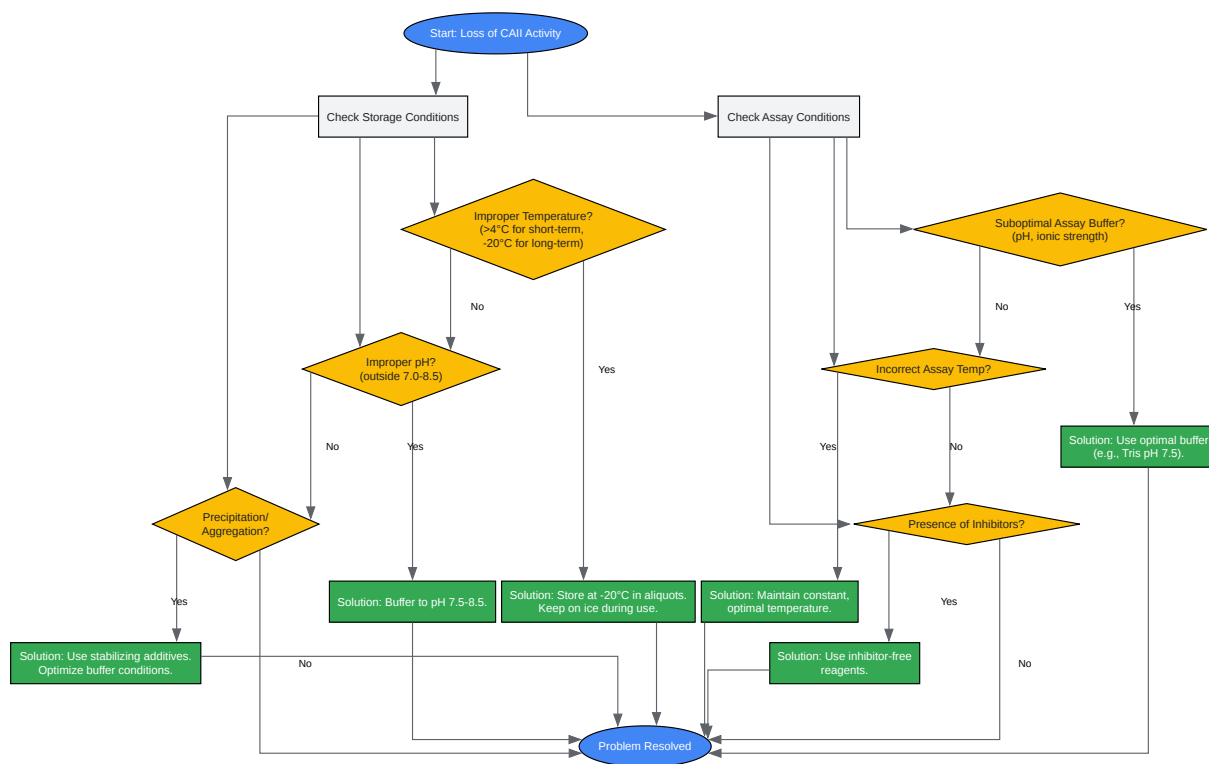 Start: Loss of CAII Activity
Check Storage Conditions
Check Assay Conditions
Improper Temperature?
(>4°C for short-term,
-20°C for long-term)
Suboptimal Assay Buffer?
(pH, ionic strength)
No
No
Yes
Improper pH?
(outside 7.0-8.5)
Yes
Incorrect Assay Temp?
No
Yes
Yes
No
Solution: Use optimal buffer
(e.g., Tris pH 7.5).
Precipitation/
Aggregation?
Presence of Inhibitors?
Solution: Buffer to pH 7.5-8.5.
Solution: Store at -20°C in aliquots.
Keep on ice during use.
Solution: Maintain constant,
optimal temperature.
Yes
Yes
Solution: Use stabilizing additives.
Optimize buffer conditions.
No
Solution: Use inhibitor-free
reagents.
No
Problem Resolved